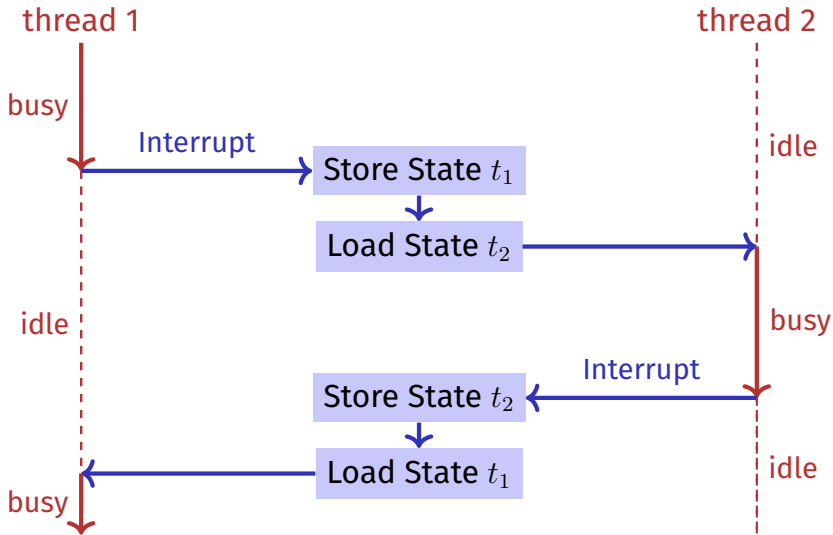 thread 1
thread 2
busy
Interrupt
idle
Store State t₁
Load State t₂
idle
busy
Interrupt
Store State t₂
Load State t₁
idle
busy